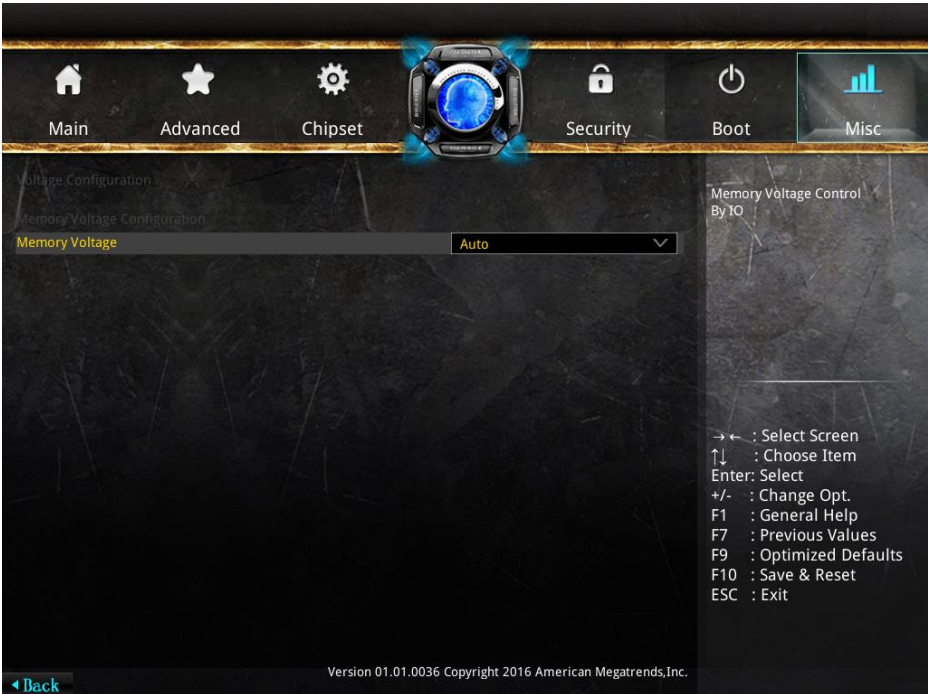 Main
Advanced
Chipset
Security
Boot
Misc
Voltage Configuration
Memory Voltage Configuration
Memory Voltage
Auto
Memory Voltage Control
By IO
→← : Select Screen
↑↓ : Choose Item
Enter: Select
+/- : Change Opt.
F1 : General Help
F7 : Previous Values
F9 : Optimized Defaults
F10 : Save & Reset
ESC : Exit
Version 01.01.0036 Copyright 2016 American Megatrends,Inc.
Back